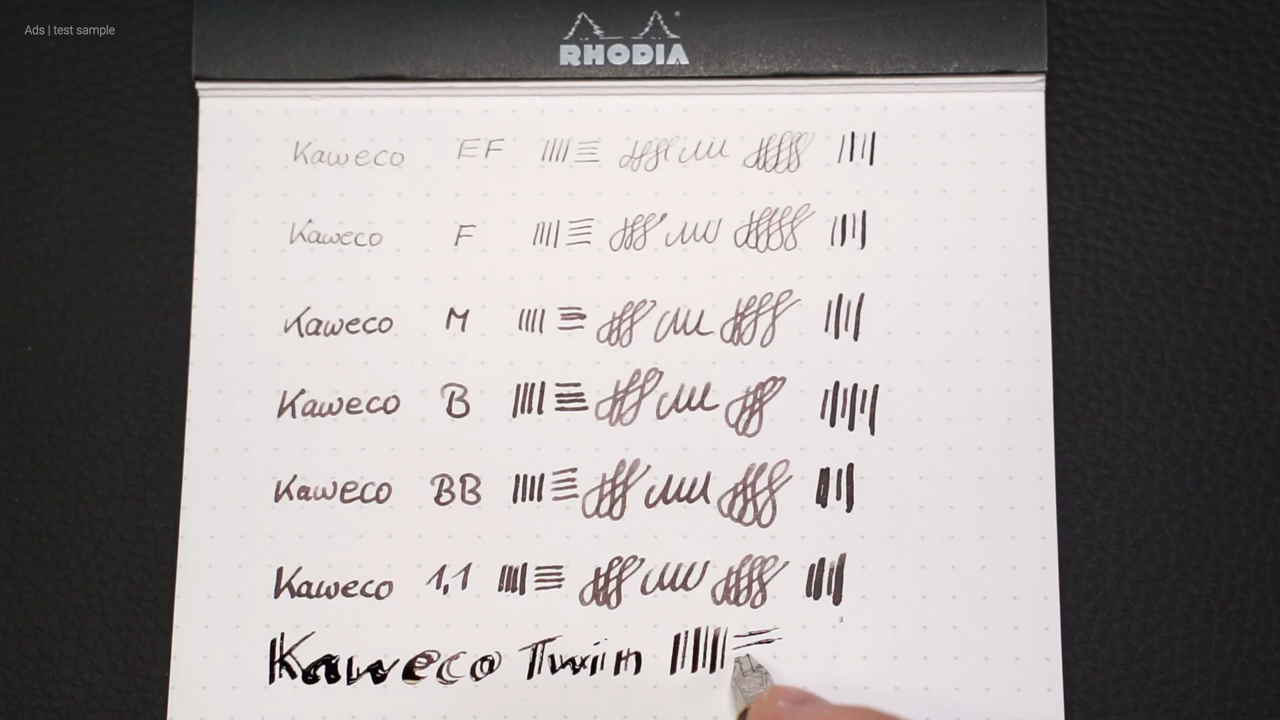 Ads | test sample
RHODIA
Kaweco EF
Kaweco F
Kaweco M
Kaweco B
Kaweco BB
Kaweco 1,1
Kaweco Twin